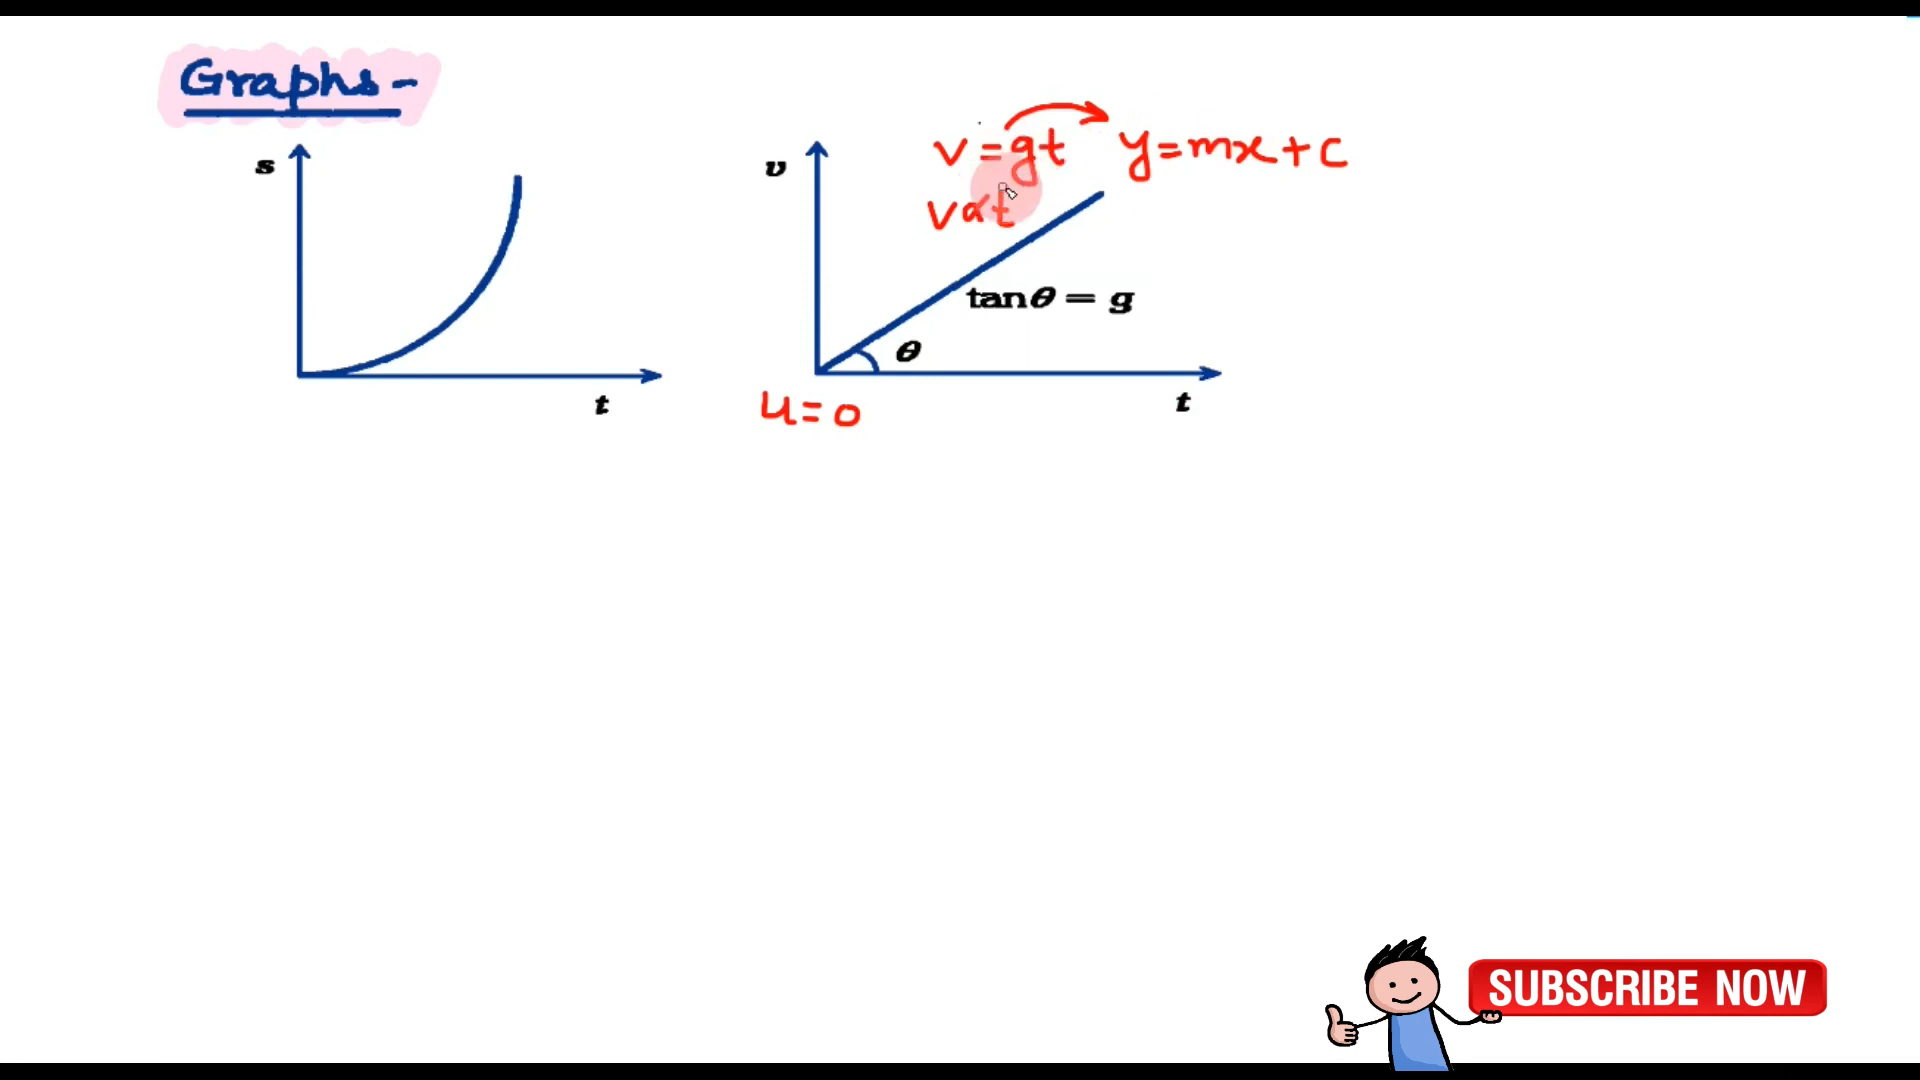 Graphs -
s
t
v
v = gt
y = mx + c
v ∝ t
tanθ = g
θ
t
u = 0
SUBSCRIBE NOW